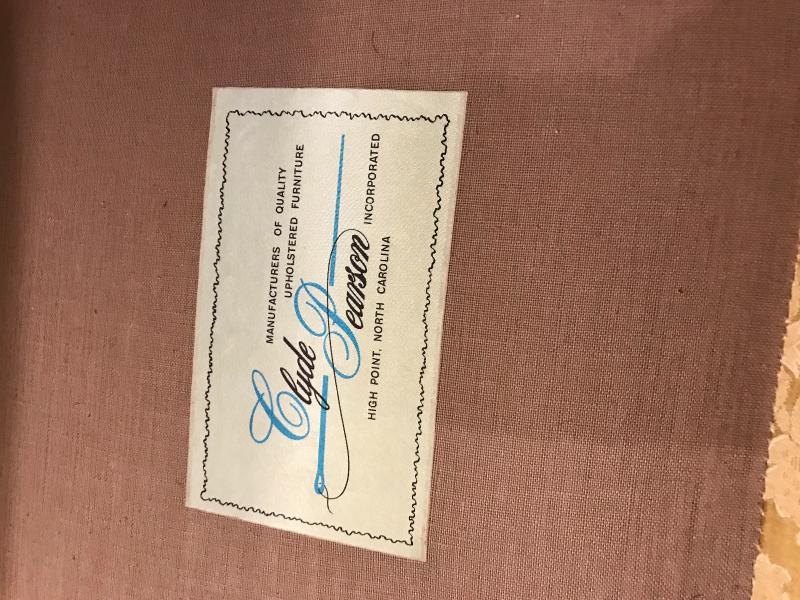 MANUFACTURERS OF QUALITY
UPHOLSTERED FURNITURE
Clyde Pearson
INCORPORATED
HIGH POINT, NORTH CAROLINA